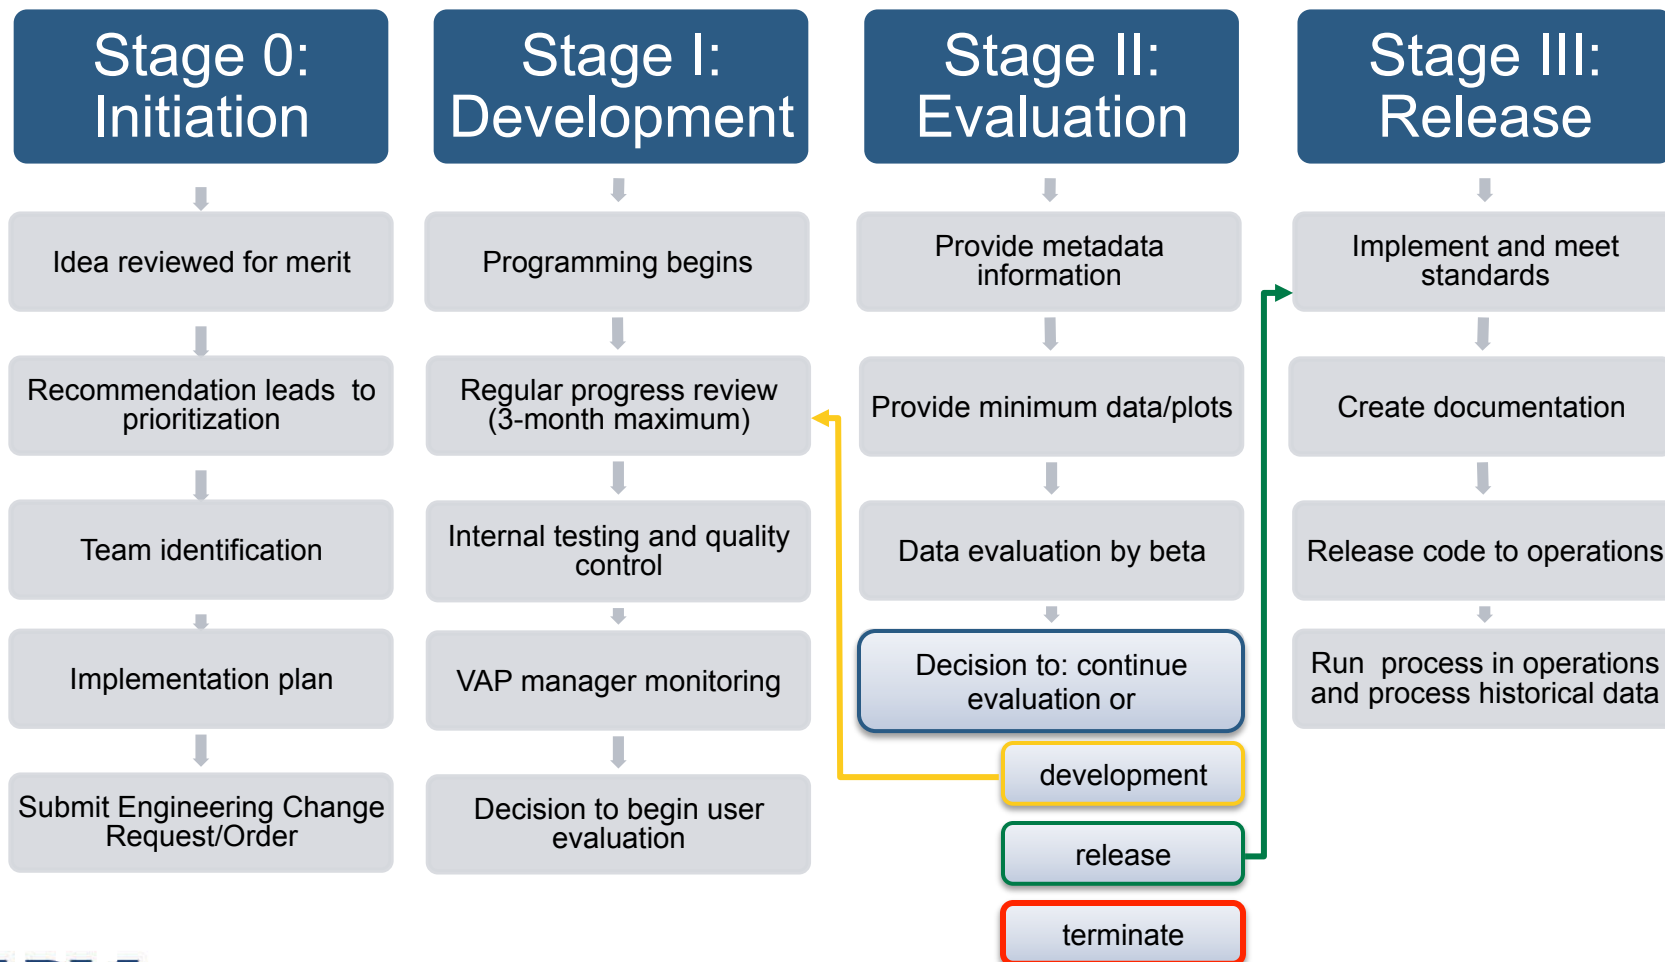 Stage 0:
Initiation
Idea reviewed for merit
Recommendation leads to
prioritization
Team identification
Implementation plan
Submit Engineering Change
Request/Order
Stage I:
Development
Programming begins
Regular progress review
(3-month maximum)
Internal testing and quality
control
VAP manager monitoring
Decision to begin user
evaluation
Stage II:
Evaluation
Provide metadata
information
Provide minimum data/plots
Data evaluation by beta
Decision to: continue
evaluation or
development
release
terminate
Stage III:
Release
Implement and meet
standards
Create documentation
Release code to operations
Run process in operations
and process historical data